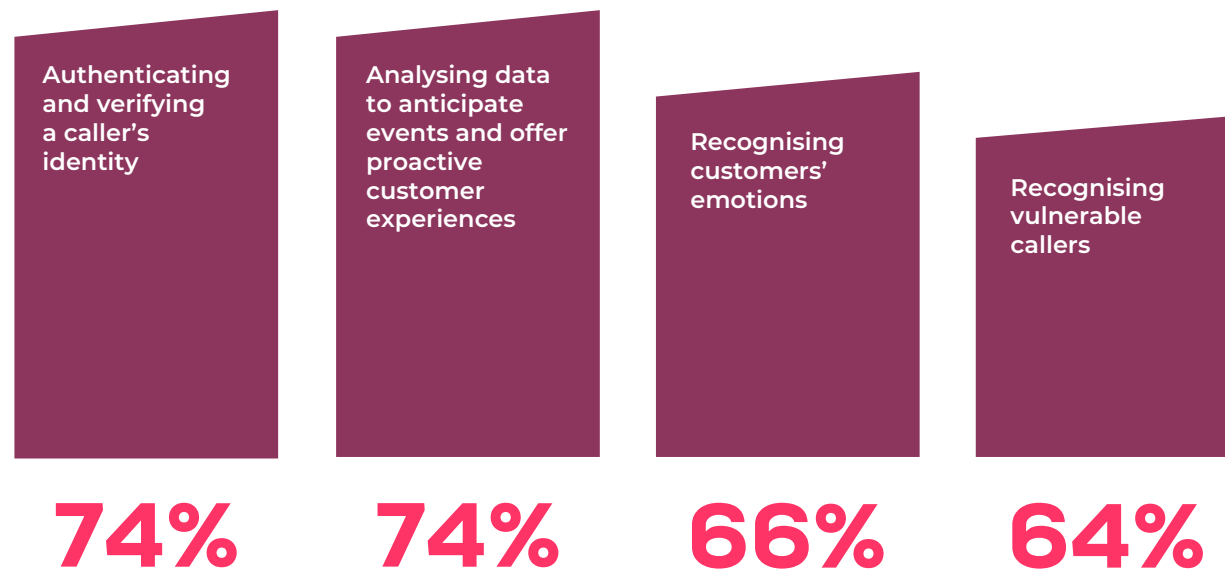 Authenticating
and verifying
a caller’s
identity
Analysing data
to anticipate
events and offer
proactive
customer
experiences
Recognising
customers’
emotions
Recognising
vulnerable
callers
74%
74%
66%
64%